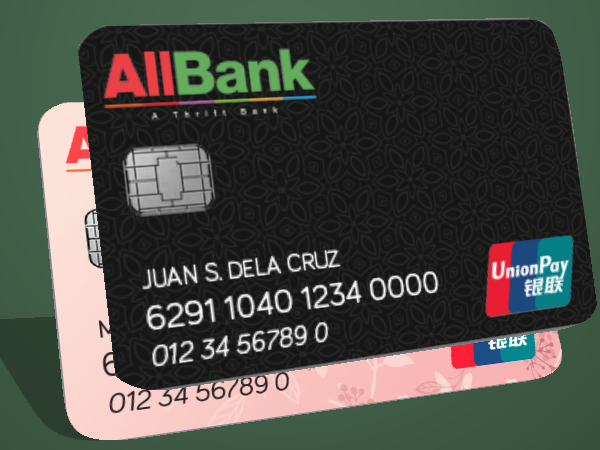 AllBank
A Thrift Bank
JUAN S. DELA CRUZ
6291 1040 1234 0000
012 34 56789 0
UnionPay
银联
A
M
6
012 34 56789 0
银联